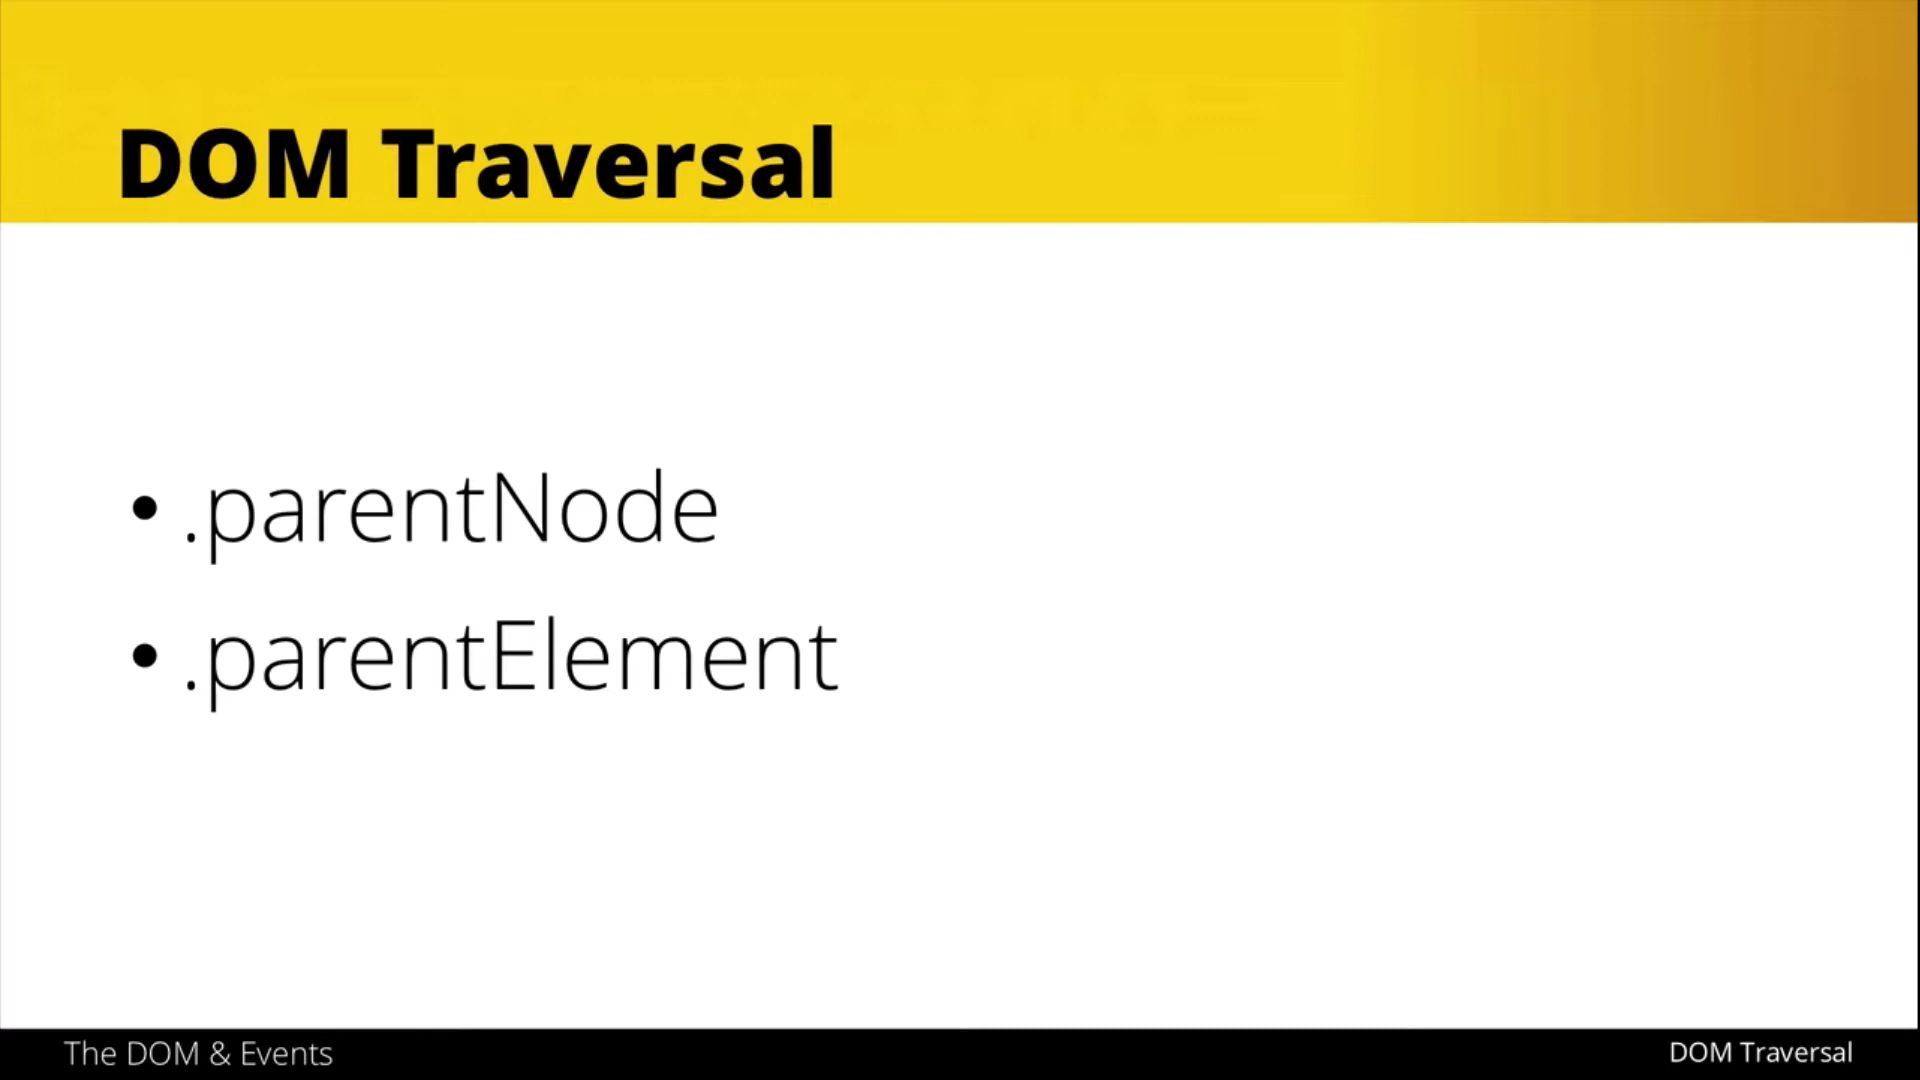 DOM Traversal
• .parentNode
• .parentElement
The DOM & Events
DOM Traversal